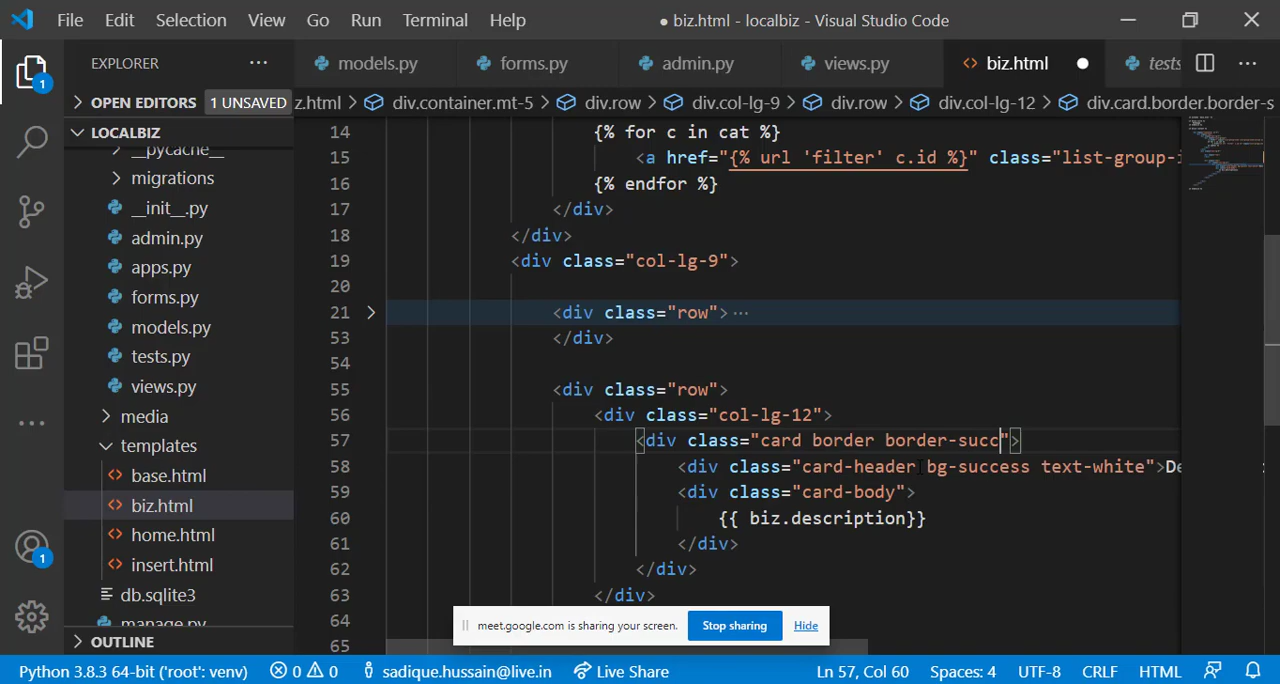 File Edit Selection View Go Run Terminal Help
● biz.html - localbiz - Visual Studio Code
EXPLORER ···
models.py forms.py admin.py views.py biz.html ● tests ···
OPEN EDITORS 1 UNSAVED
z.html > div.container.mt-5 > div.row > div.col-lg-9 > div.row > div.col-lg-12 > div.card.border.border-s
LOCALBIZ
__pycache__
migrations
__init__.py
admin.py
apps.py
forms.py
models.py
tests.py
views.py
media
templates
base.html
biz.html
home.html
insert.html
db.sqlite3
manage.py
OUTLINE
1
1
14 {% for c in cat %}
15 <a href="{% url 'filter' c.id %}" class="list-group-i
16 {% endfor %}
17 </div>
18 </div>
19 <div class="col-lg-9">
20
21 <div class="row">···
53 </div>
54
55 <div class="row">
56 <div class="col-lg-12">
57 <div class="card border border-succ">
58 <div class="card-header bg-success text-white">De
59 <div class="card-body">
60 {{ biz.description}}
61 </div>
62 </div>
63 </div>
64
65
meet.google.com is sharing your screen. Stop sharing Hide
Python 3.8.3 64-bit ('root': venv) 0 0 sadique.hussain@live.in Live Share Ln 57, Col 60 Spaces: 4 UTF-8 CRLF HTML